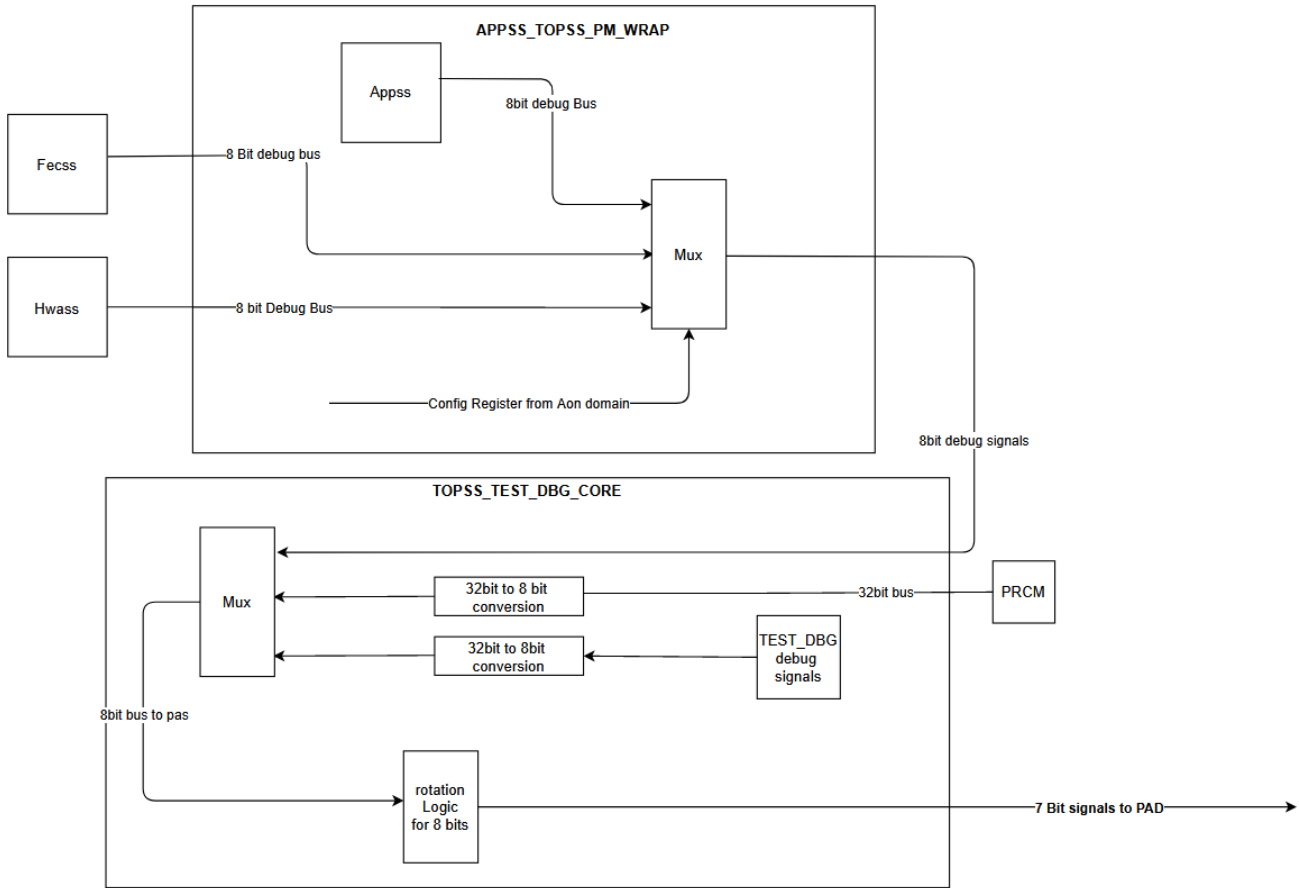 APPSS_TOPSS_PM_WRAP
Appss
8bit debug Bus
Fecss
8 Bit debug bus
Mux
Hwass
8 bit Debug Bus
Config Register from Aon domain
8bit debug signals
TOPSS_TEST_DBG_CORE
Mux
32bit to 8 bit
conversion
32bit bus
PRCM
32bit to 8bit
conversion
TEST_DBG
debug
signals
8bit bus to pas
rotation
Logic
for 8 bits
7 Bit signals to PAD